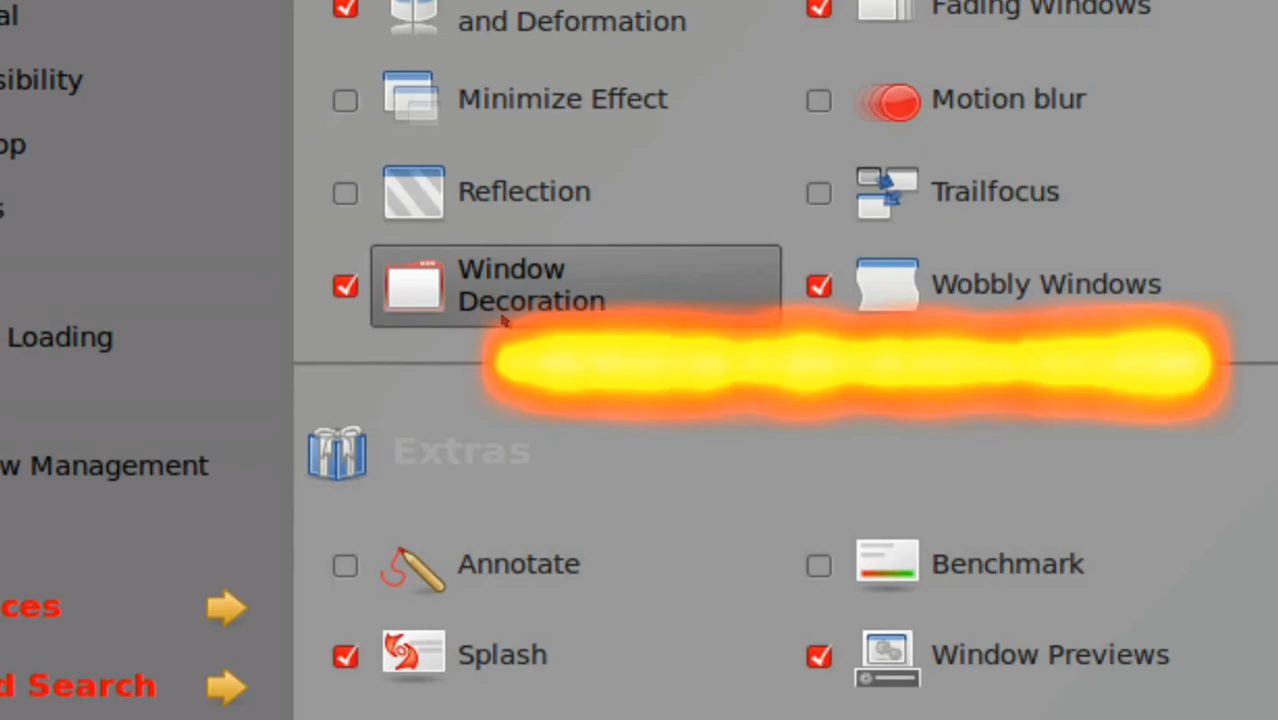 al
sibility
op
s
Loading
w Management
ces
d Search
and Deformation
Fading Windows
Minimize Effect
Motion blur
Reflection
Trailfocus
Window
Decoration
Wobbly Windows
Extras
Annotate
Benchmark
Splash
Window Previews